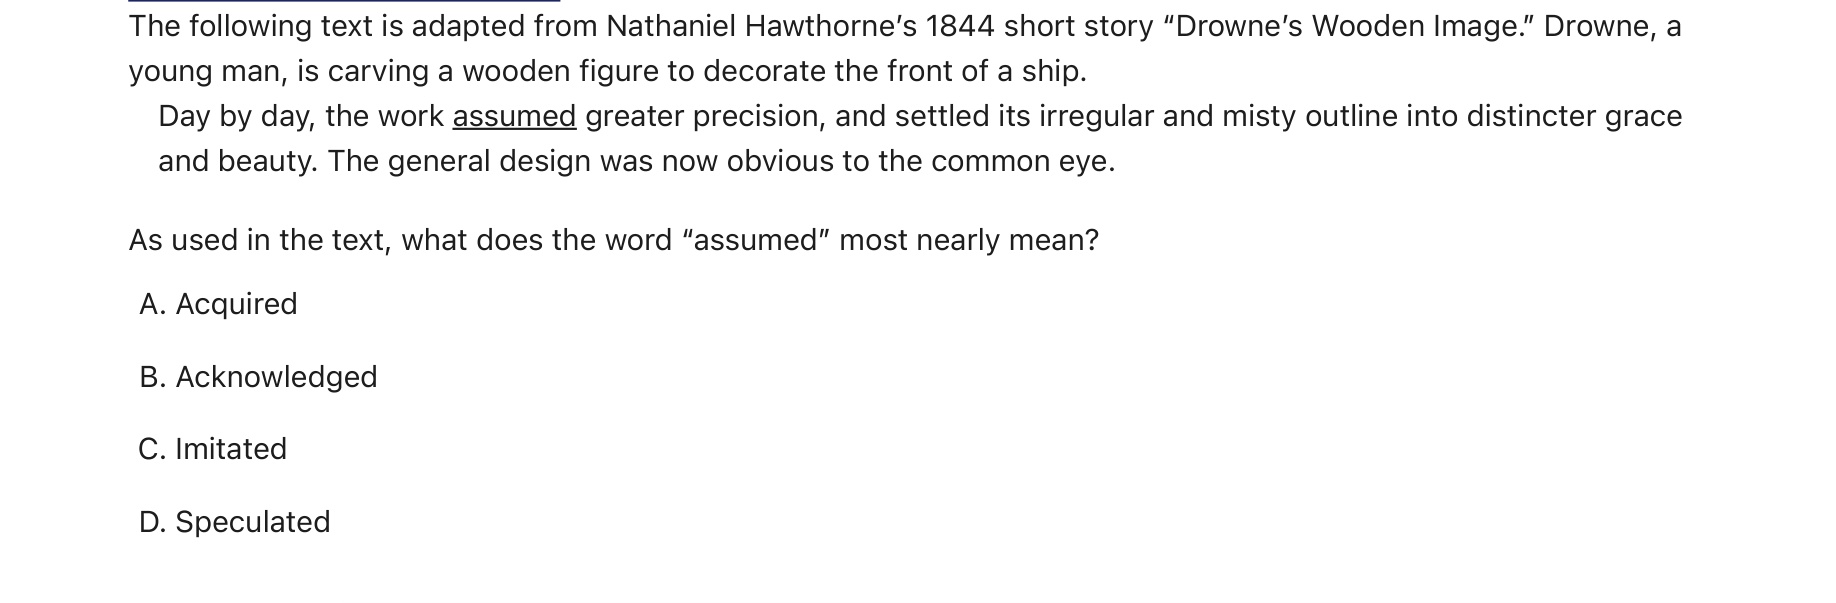 The following text is adapted from Nathaniel Hawthorne’s 1844 short story “Drowne’s Wooden Image.” Drowne, a
young man, is carving a wooden figure to decorate the front of a ship.
Day by day, the work assumed greater precision, and settled its irregular and misty outline into distincter grace
and beauty. The general design was now obvious to the common eye.
As used in the text, what does the word “assumed” most nearly mean?
A. Acquired
B. Acknowledged
C. Imitated
D. Speculated